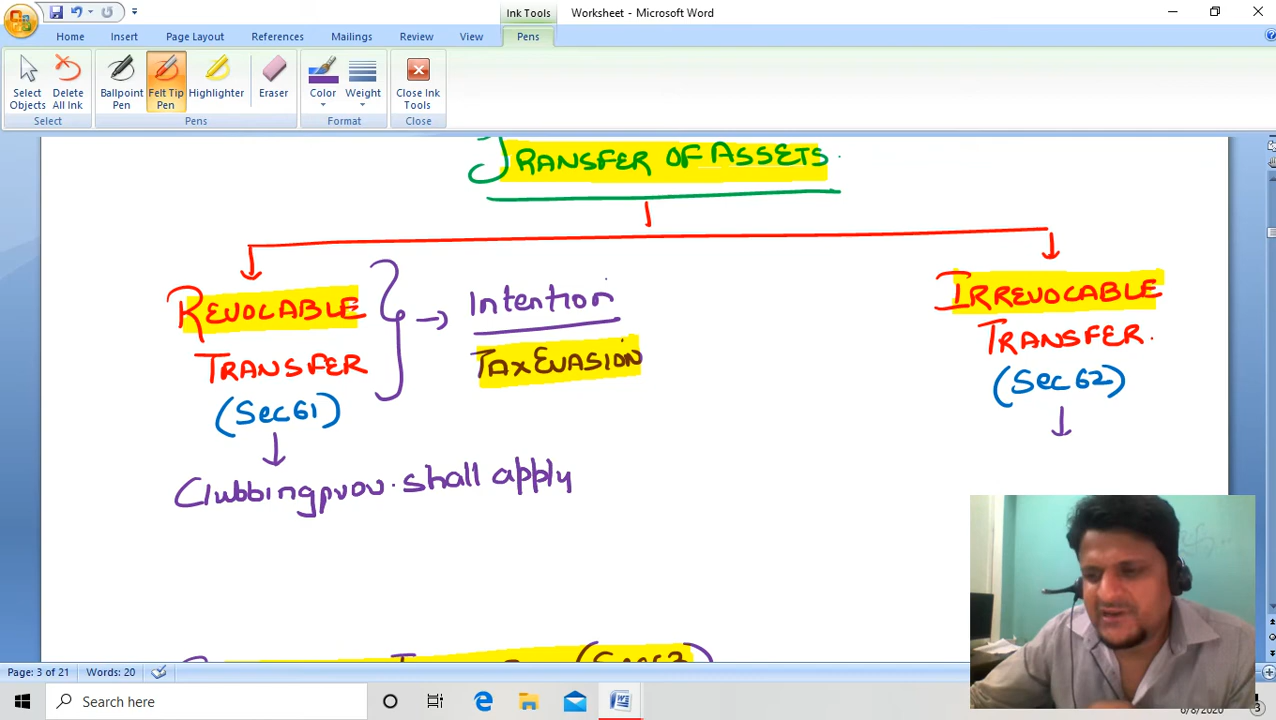 Ink Tools
Worksheet - Microsoft Word
Home Insert Page Layout References Mailings Review View Pens
Select Objects
Delete All Ink
Ballpoint Pen
Felt Tip Pen
Highlighter
Eraser
Color
Weight
Close Ink Tools
Select Pens Format Close
TRANSFER OF ASSETS
REVOCABLE
TRANSFER
(Sec 61)
Clubbing prov. shall apply
→ Intention
TAX EVASION
IRREVOCABLE
TRANSFER.
(Sec 62)
Page: 3 of 21 Words: 20
Search here
6/8/2020